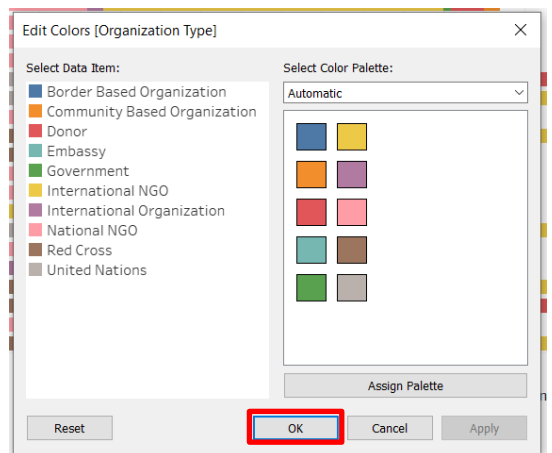 Edit Colors [Organization Type]
Select Data Item:
Border Based Organization
Community Based Organization
Donor
Embassy
Government
International NGO
International Organization
National NGO
Red Cross
United Nations
Select Color Palette:
Automatic
Assign Palette
Reset
OK
Cancel
Apply
n